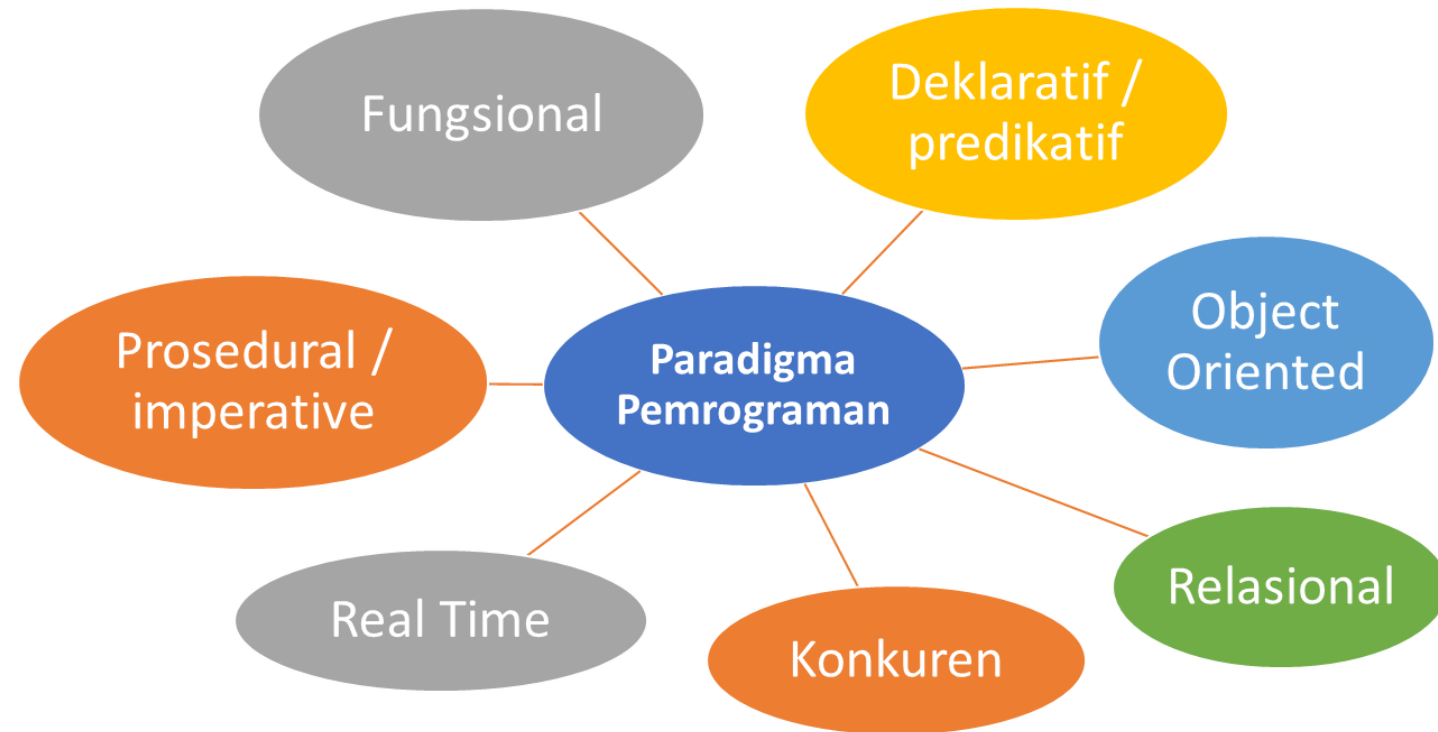 Fungsional
Deklaratif /
predikatif
Prosedural /
imperative
Paradigma
Pemrograman
Object
Oriented
Real Time
Konkuren
Relasional